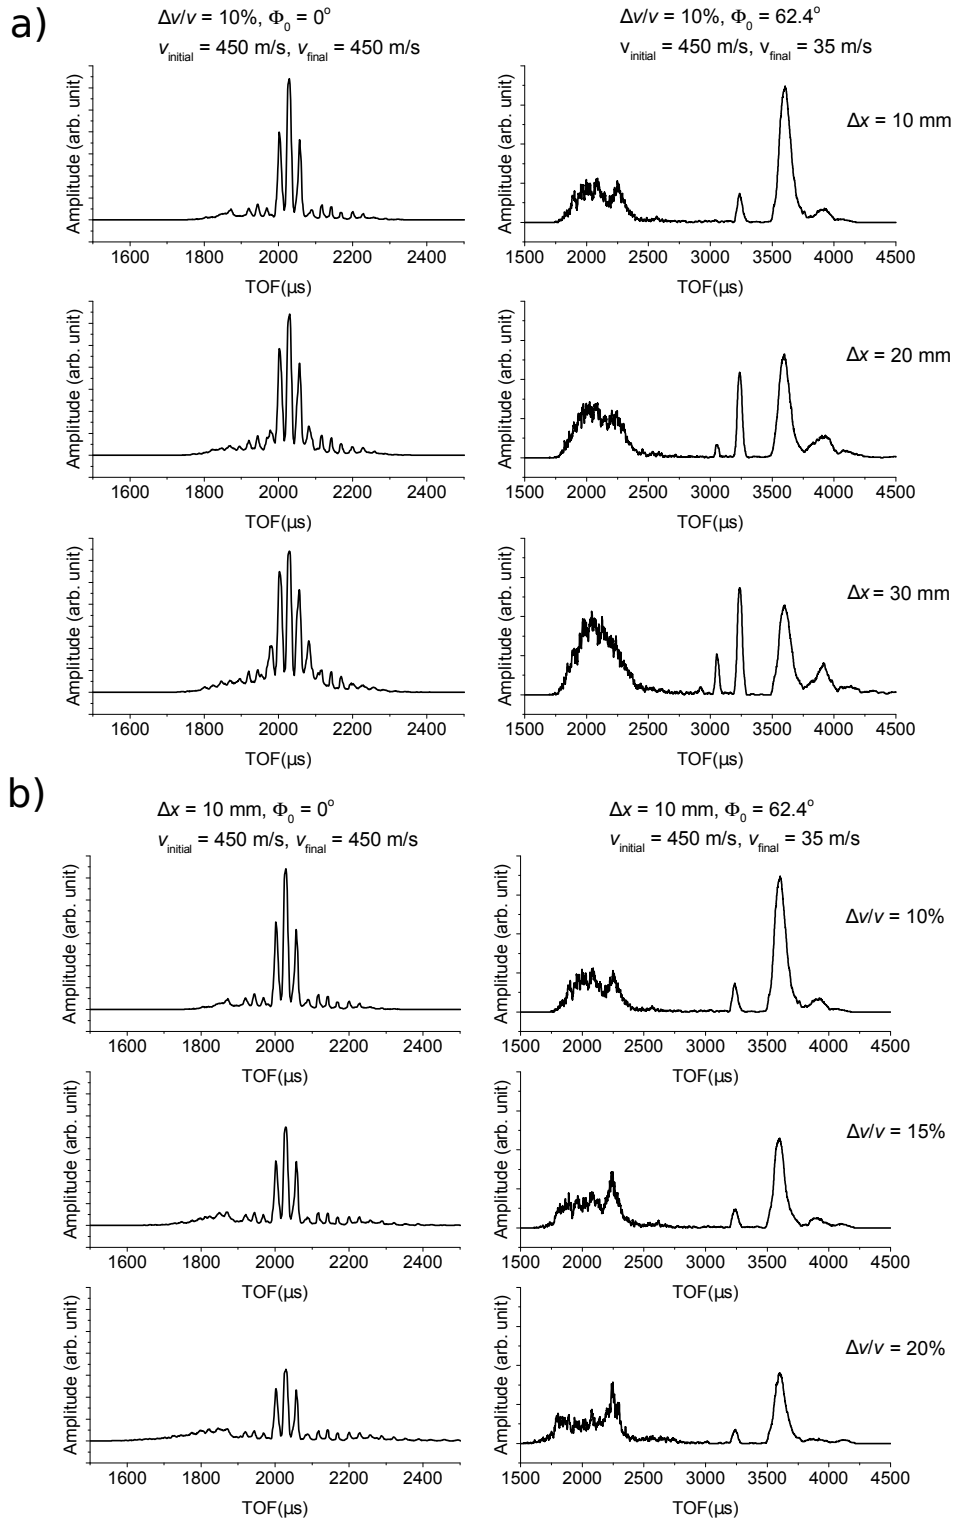 a)
Δv/v = 10%, Φ0 = 0o
vinitial = 450 m/s, vfinal = 450 m/s
Δv/v = 10%, Φ0 = 62.4o
vinitial = 450 m/s, vfinal = 35 m/s
Amplitude (arb. unit)
1600 1800 2000 2200 2400
TOF(μs)
Amplitude (arb. unit)
1500 2000 2500 3000 3500 4000 4500
TOF(μs)
Δx = 10 mm
Amplitude (arb. unit)
1600 1800 2000 2200 2400
TOF(μs)
Amplitude (arb. unit)
1500 2000 2500 3000 3500 4000 4500
TOF(μs)
Δx = 20 mm
Amplitude (arb. unit)
1600 1800 2000 2200 2400
TOF(μs)
Amplitude (arb. unit)
1500 2000 2500 3000 3500 4000 4500
TOF(μs)
Δx = 30 mm
b)
Δx = 10 mm, Φ0 = 0o
vinitial = 450 m/s, vfinal = 450 m/s
Δx = 10 mm, Φ0 = 62.4o
vinitial = 450 m/s, vfinal = 35 m/s
Amplitude (arb. unit)
1600 1800 2000 2200 2400
TOF(μs)
Amplitude (arb. unit)
1500 2000 2500 3000 3500 4000 4500
TOF(μs)
Δv/v = 10%
Amplitude (arb. unit)
1600 1800 2000 2200 2400
TOF(μs)
Amplitude (arb. unit)
1500 2000 2500 3000 3500 4000 4500
TOF(μs)
Δv/v = 15%
Amplitude (arb. unit)
1600 1800 2000 2200 2400
TOF(μs)
Amplitude (arb. unit)
1500 2000 2500 3000 3500 4000 4500
TOF(μs)
Δv/v = 20%